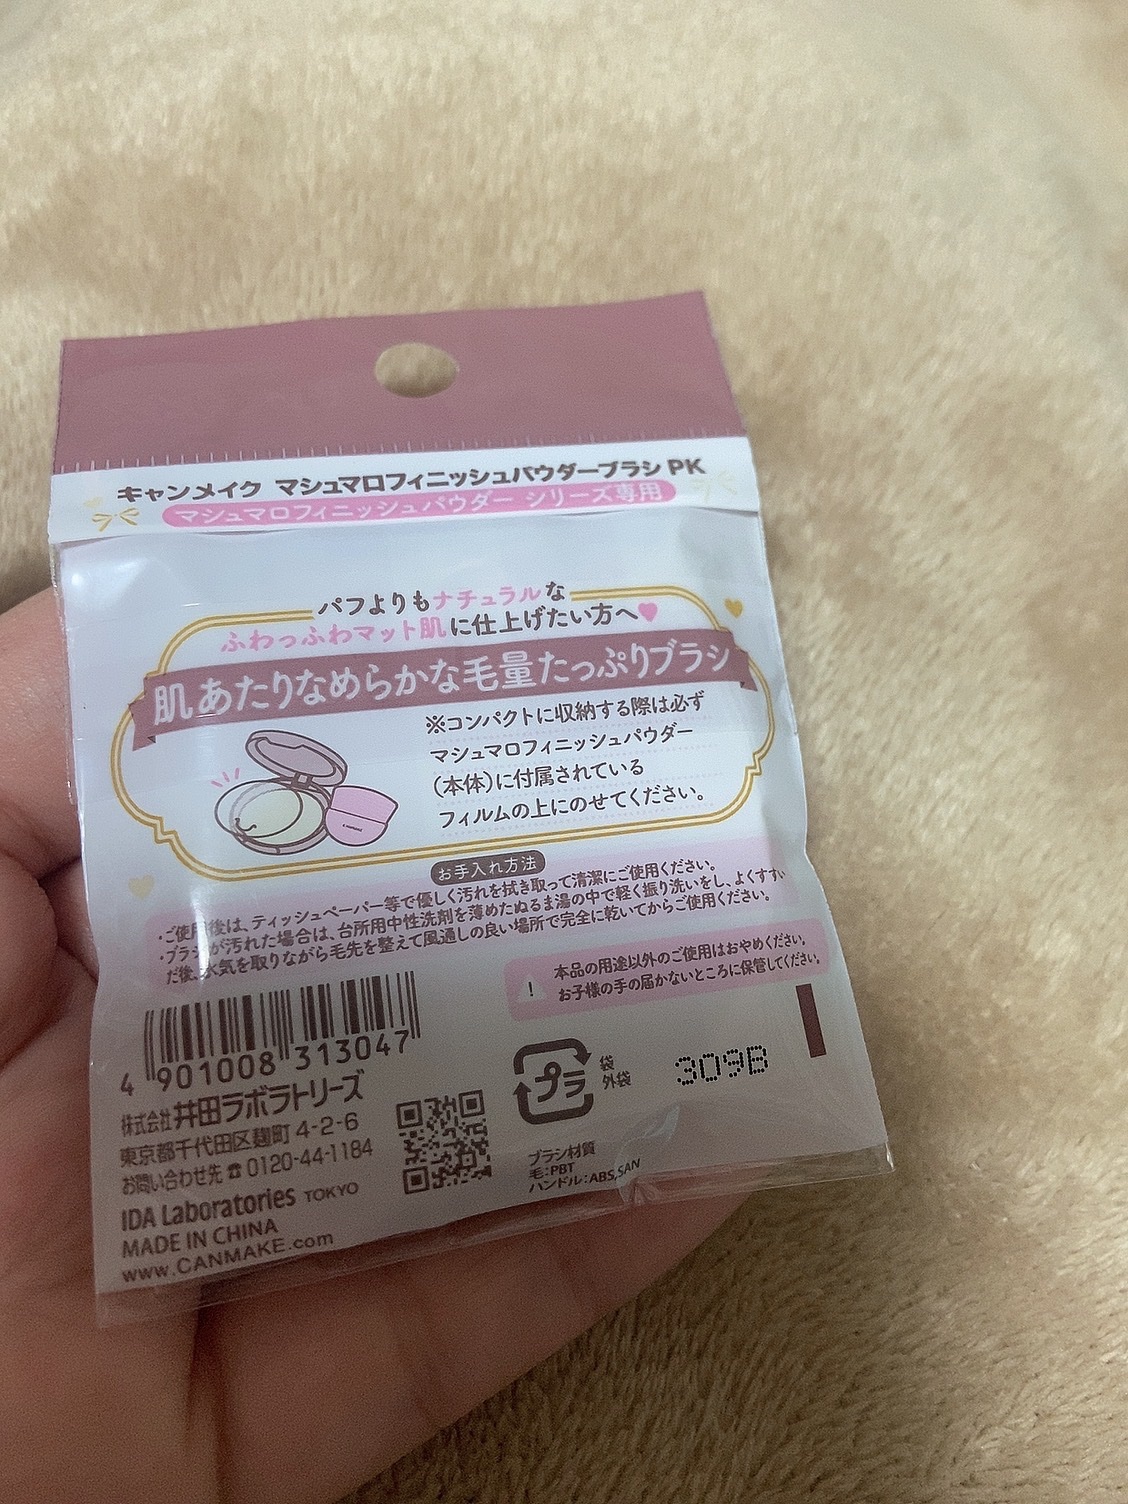 キャンメイク マシュマロフィニッシュパウダーブラシ PK
マシュマロフィニッシュパウダー シリーズ専用
パフよりもナチュラルな
ふわっふわマット肌に仕上げたい方へ♥
肌あたりなめらかな毛量たっぷりブラシ
※コンパクトに収納する際は必ず
マシュマロフィニッシュパウダー
(本体)に付属されている
フィルムの上にのせてください。
お手入れ方法
・ご使用後は、ティッシュペーパー等で優しく汚れを拭き取って清潔にご使用ください。
・ブラシが汚れた場合は、台所用中性洗剤を薄めたぬるま湯の中で軽く振り洗いをし、よくすすい
だ後、水気を取りながら毛先を整えて風通しの良い場所で完全に乾いてからご使用ください。
! 本品の用途以外のご使用はおやめください。
お子様の手の届かないところに保管してください。
4 901008 313047
プラ
袋
外袋
309B
株式会社 井田ラボラトリーズ
東京都千代田区麹町 4-2-6
お問い合わせ先 ☎ 0120-44-1184
IDA Laboratories TOKYO
MADE IN CHINA
www.CANMAKE.com
ブラシ材質
毛:PBT
ハンドル:ABS,SAN